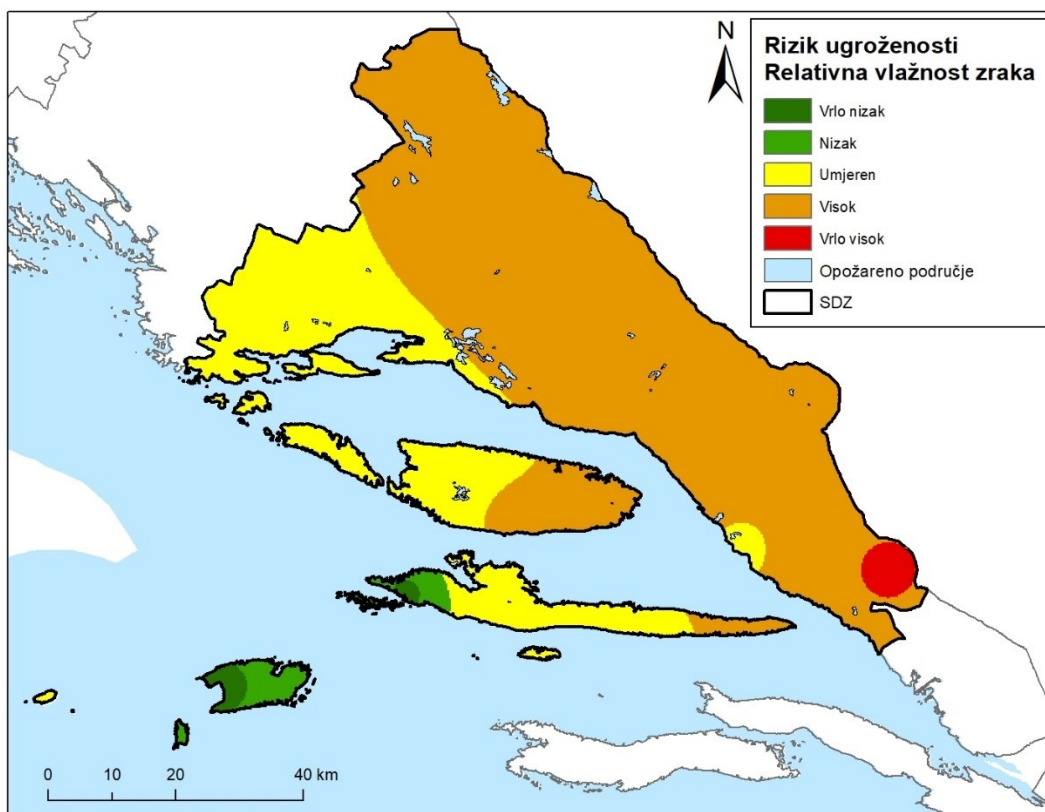 N
Rizik ugroženosti
Relativna vlažnost zraka
Vrlo nizak
Nizak
Umjeren
Visok
Vrlo visok
Opožareno područje
SDZ
0 10 20 40 km